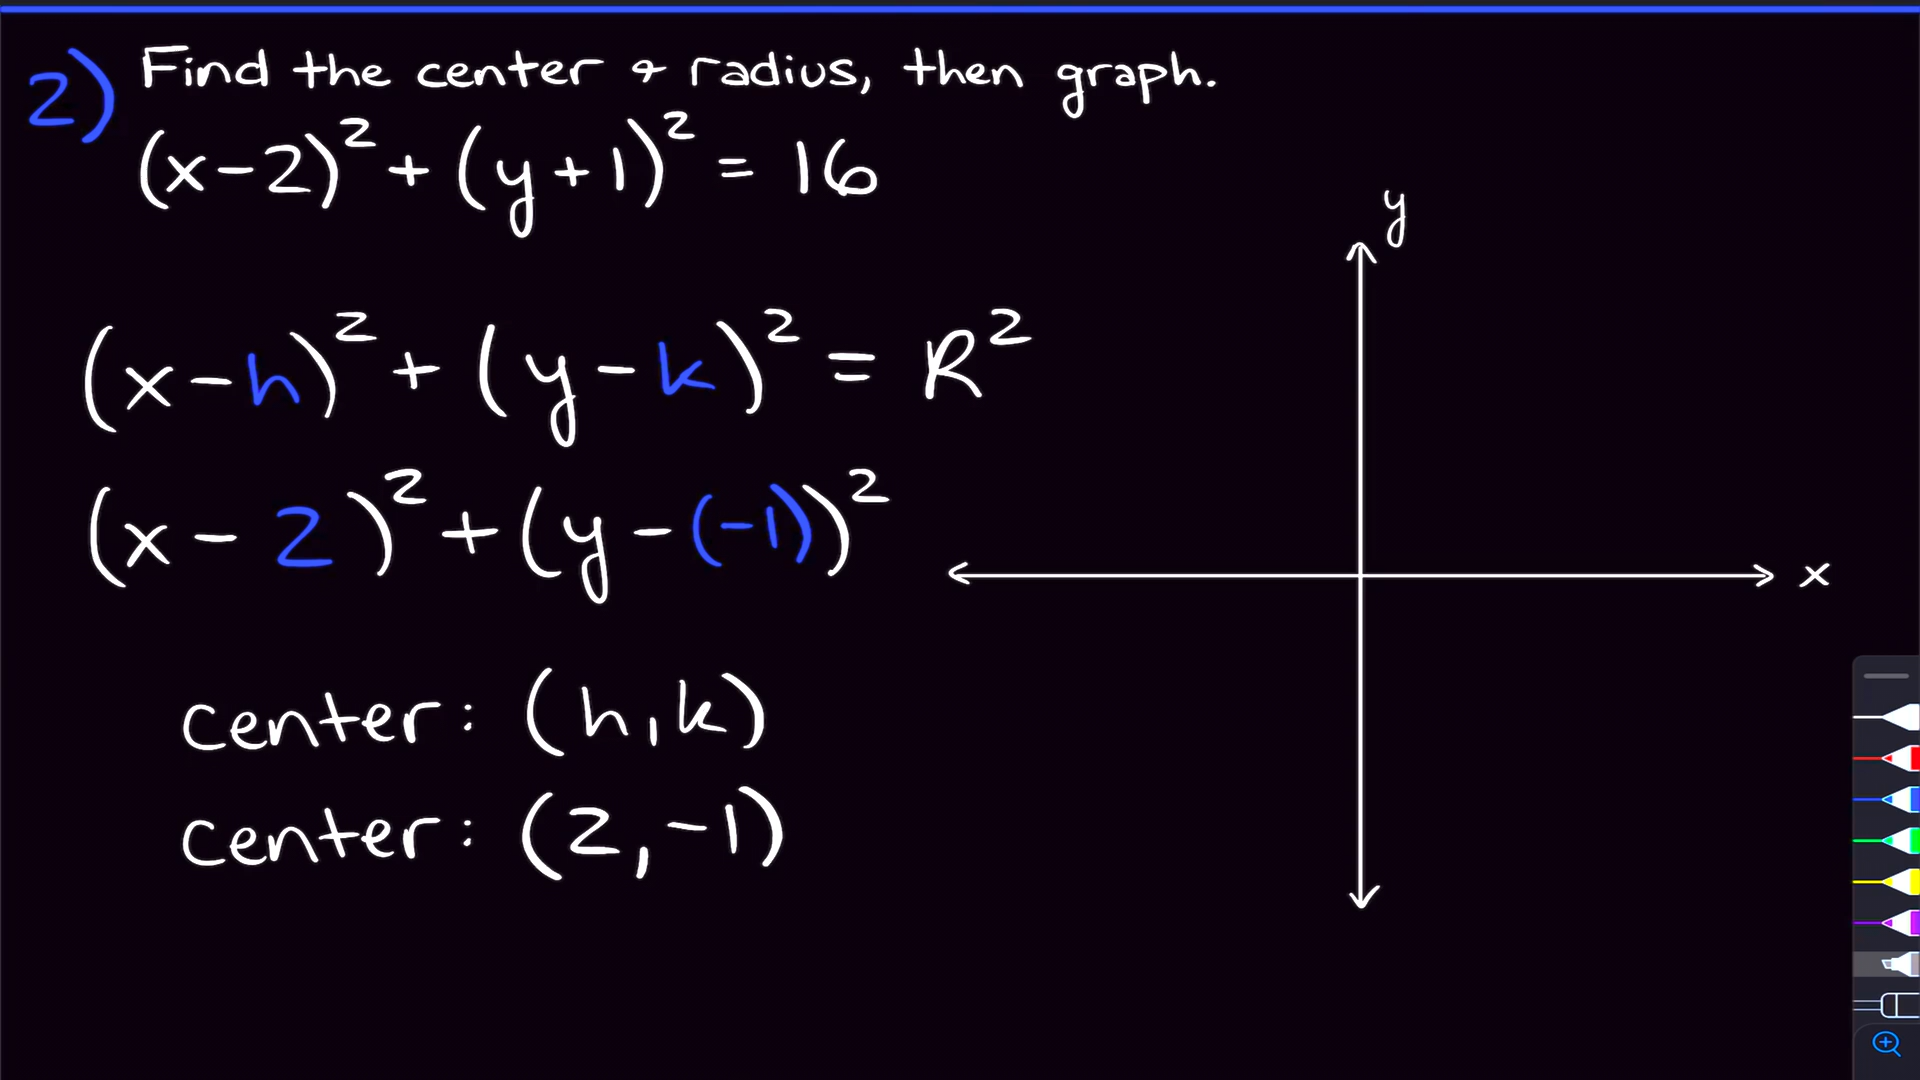 2) Find the center & radius, then graph.
(x-2)² + (y+1)² = 16
(x-h)² + (y-k)² = R²
(x-2)² + (y-(-1))²
center: (h,k)
center: (2,-1)
y
x